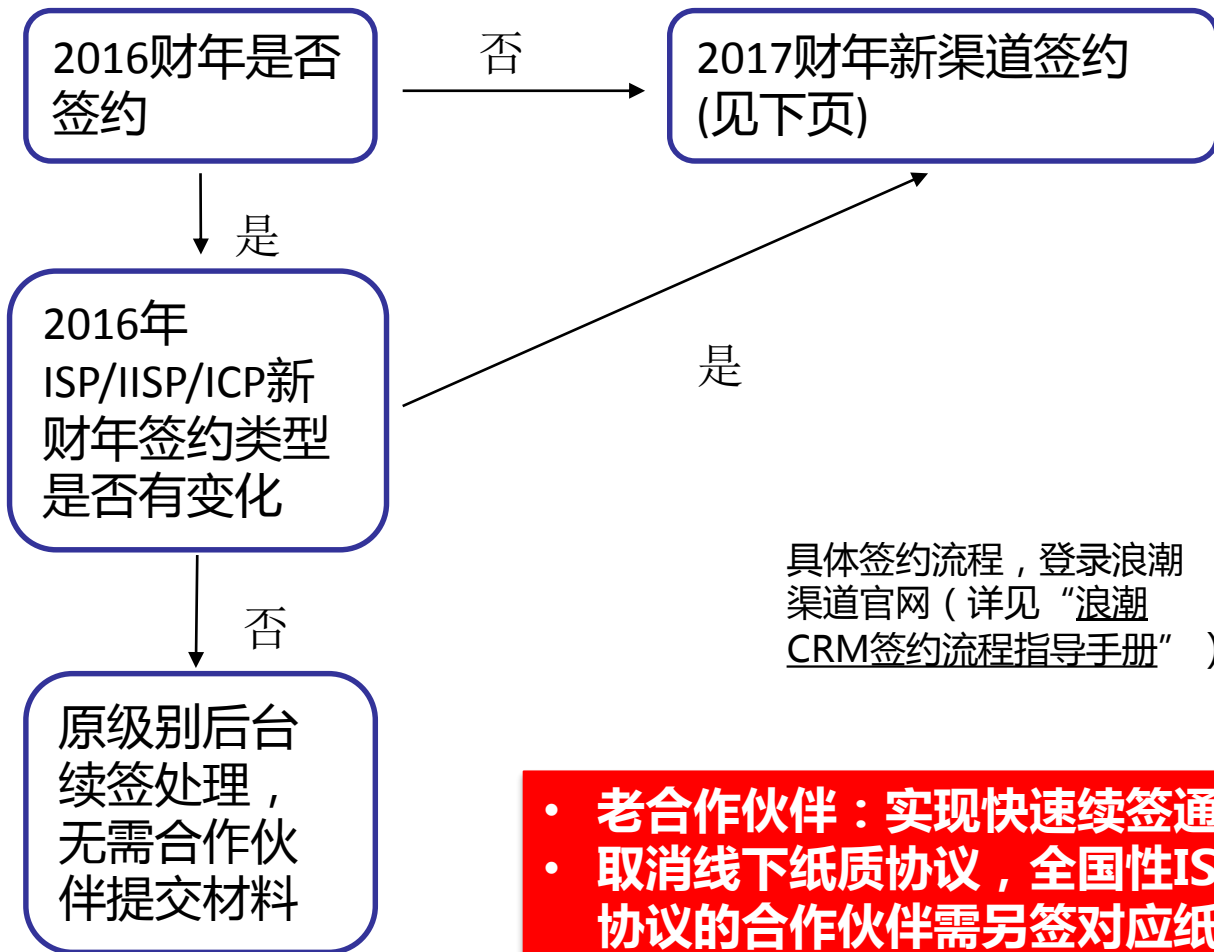 2016财年是否
签约
否
2017财年新渠道签约
(见下页)
是
2016年
ISP/IISP/ICP新
财年签约类型
是否有变化
是
否
原级别后台
续签处理，
无需合作伙
伴提交材料
具体签约流程，登录浪潮
渠道官网（详见“浪潮
CRM签约流程指导手册”）
• 老合作伙伴：实现快速续签通
• 取消线下纸质协议，全国性IS
协议的合作伙伴需另签对应纸